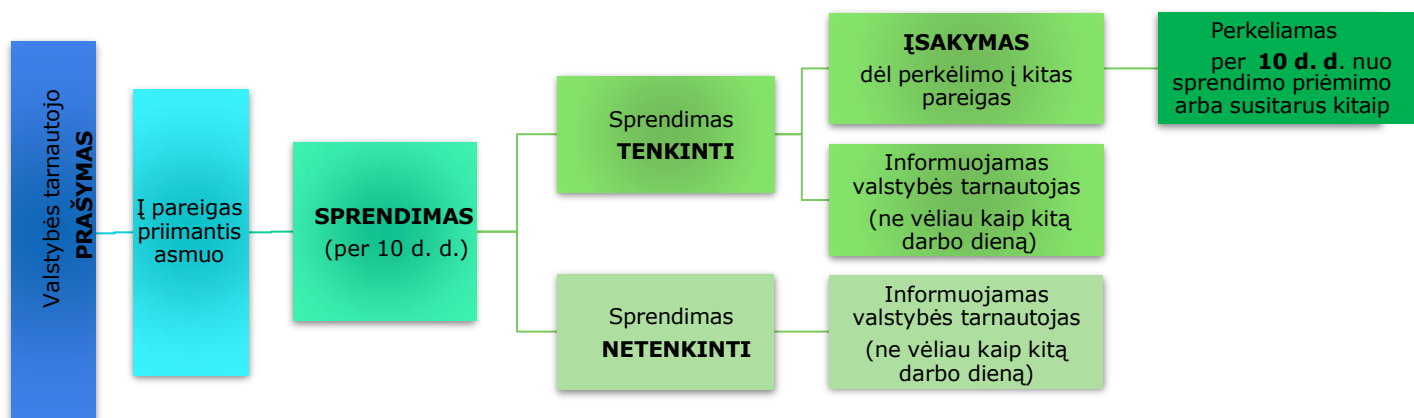 Valstybės tarnautojo
PRAŠYMAS
Į pareigas
priimantis
asmuo
SPRENDIMAS
(per 10 d. d.)
Sprendimas
TENKINTI
ĮSAKYMAS
dėl perkėlimo į kitas
pareigas
Perkeliamas
per 10 d. d. nuo
sprendimo priėmimo
arba susitarus kitaip
Informuojamas
valstybės tarnautojas
(ne vėliau kaip kitą
darbo dieną)
Sprendimas
NETENKINTI
Informuojamas
valstybės tarnautojas
(ne vėliau kaip kitą
darbo dieną)